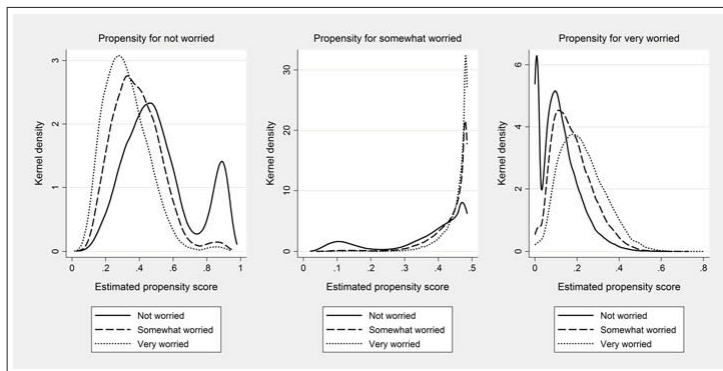 Propensity for not worried
Kernel density
0 1 2 3
0 .2 .4 .6 .8 1
Estimated propensity score
Not worried
Somewhat worried
Very worried
Propensity for somewhat worried
Kernel density
0 10 20 30
0 .1 .2 .3 .4 .5
Estimated propensity score
Not worried
Somewhat worried
Very worried
Propensity for very worried
Kernel density
0 2 4 6
0 .2 .4 .6 .8
Estimated propensity score
Not worried
Somewhat worried
Very worried